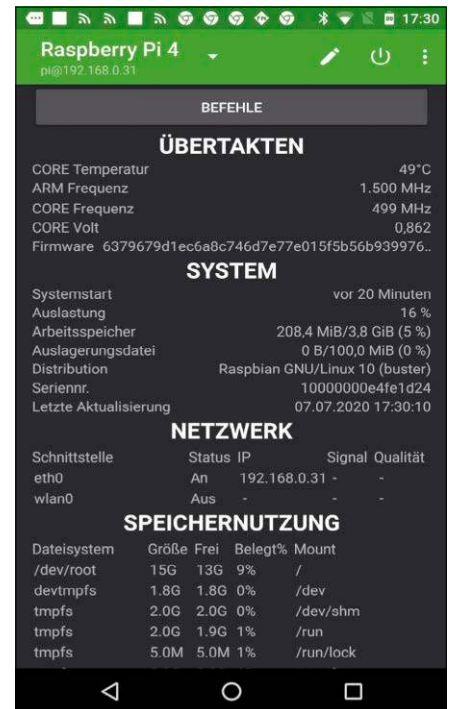 17:30
Raspberry Pi 4
pi@192.168.0.31
BEFEHLE
ÜBERTAKTEN
CORE Temperatur 49°C
ARM Frequenz 1.500 MHz
CORE Frequenz 499 MHz
CORE Volt 0,862
Firmware 6379679d1ec6a8c746d7e77e015f5b56b939976..
SYSTEM
Systemstart vor 20 Minuten
Auslastung 16 %
Arbeitsspeicher 208,4 MiB/3,8 GiB (5 %)
Auslagerungsdatei 0 B/100,0 MiB (0 %)
Distribution Raspbian GNU/Linux 10 (buster)
Seriennr. 10000000e4fe1d24
Letzte Aktualisierung 07.07.2020 17:30:10
NETZWERK
Schnittstelle Status IP Signal Qualität
eth0 An 192.168.0.31 - -
wlan0 Aus - - -
SPEICHERNUTZUNG
Dateisystem Größe Frei Belegt% Mount
/dev/root 15G 13G 9% /
devtmpfs 1.8G 1.8G 0% /dev
tmpfs 2.0G 2.0G 0% /dev/shm
tmpfs 2.0G 1.9G 1% /run
tmpfs 5.0M 5.0M 1% /run/lock